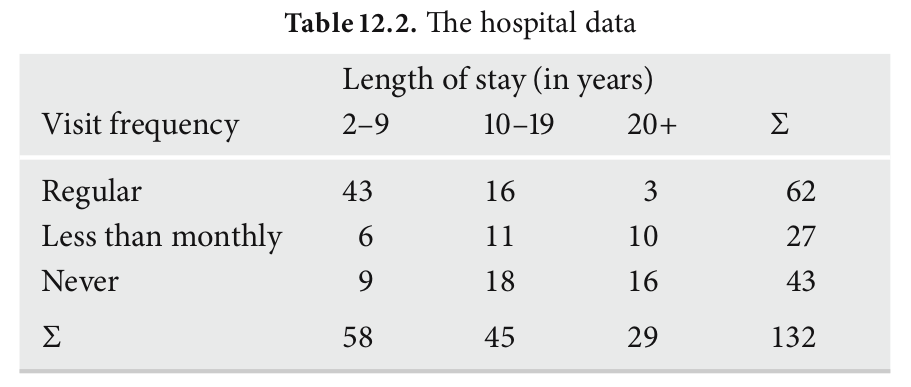 Table 12.2. The hospital data
Length of stay (in years)
Visit frequency 2–9 10–19 20+ Σ
Regular 43 16 3 62
Less than monthly 6 11 10 27
Never 9 18 16 43
Σ 58 45 29 132